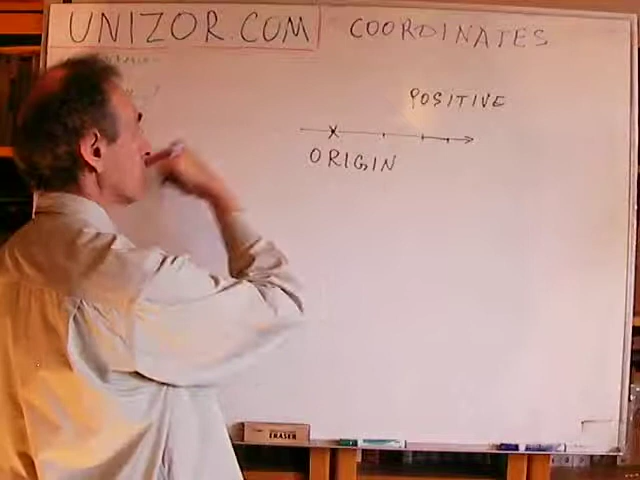 UNIZOR.COM
COORDINATES
POSITIVE
ORIGIN
ERASER